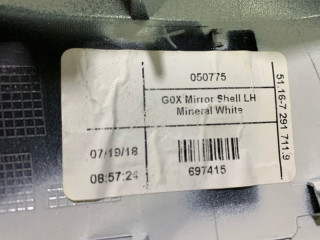 050775
G0X Mirror Shell LH
Mineral White
07/19/18
08:57:24
697415
51.16-7 291 711.9